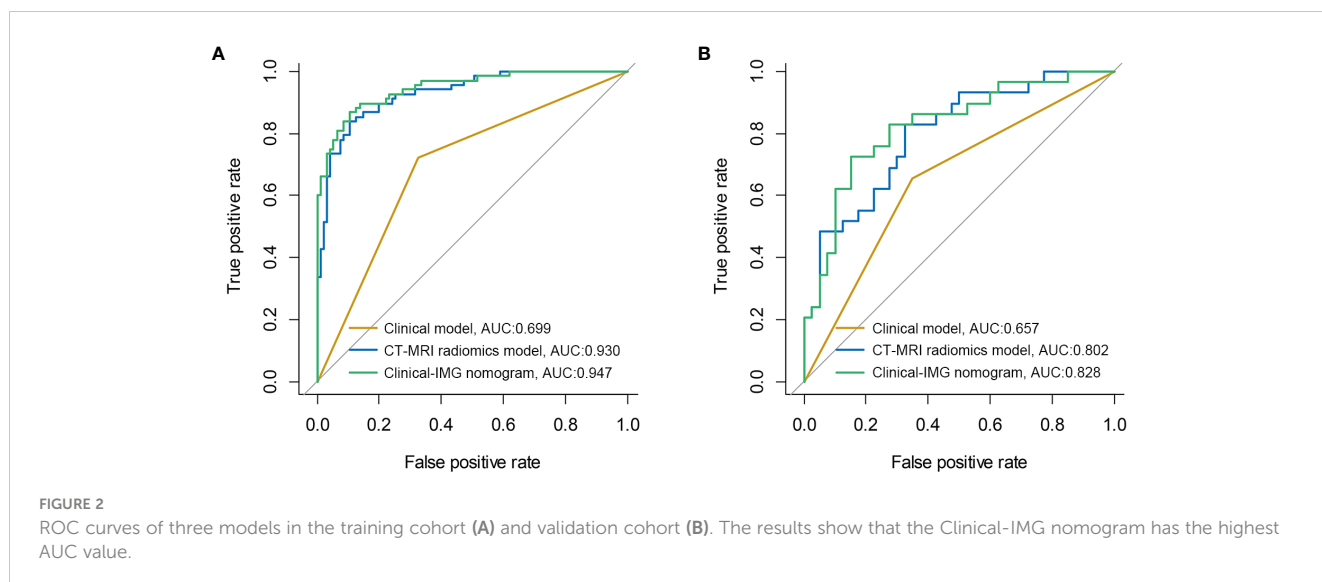 A
1.0
0.8
0.6
0.4
0.2
0.0
True positive rate
Clinical model, AUC:0.699
CT-MRI radiomics model, AUC:0.930
Clinical-IMG nomogram, AUC:0.947
0.0 0.2 0.4 0.6 0.8 1.0
False positive rate
B
1.0
0.8
0.6
0.4
0.2
0.0
True positive rate
Clinical model, AUC:0.657
CT-MRI radiomics model, AUC:0.802
Clinical-IMG nomogram, AUC:0.828
0.0 0.2 0.4 0.6 0.8 1.0
False positive rate
FIGURE 2
ROC curves of three models in the training cohort (A) and validation cohort (B). The results show that the Clinical-IMG nomogram has the highest
AUC value.